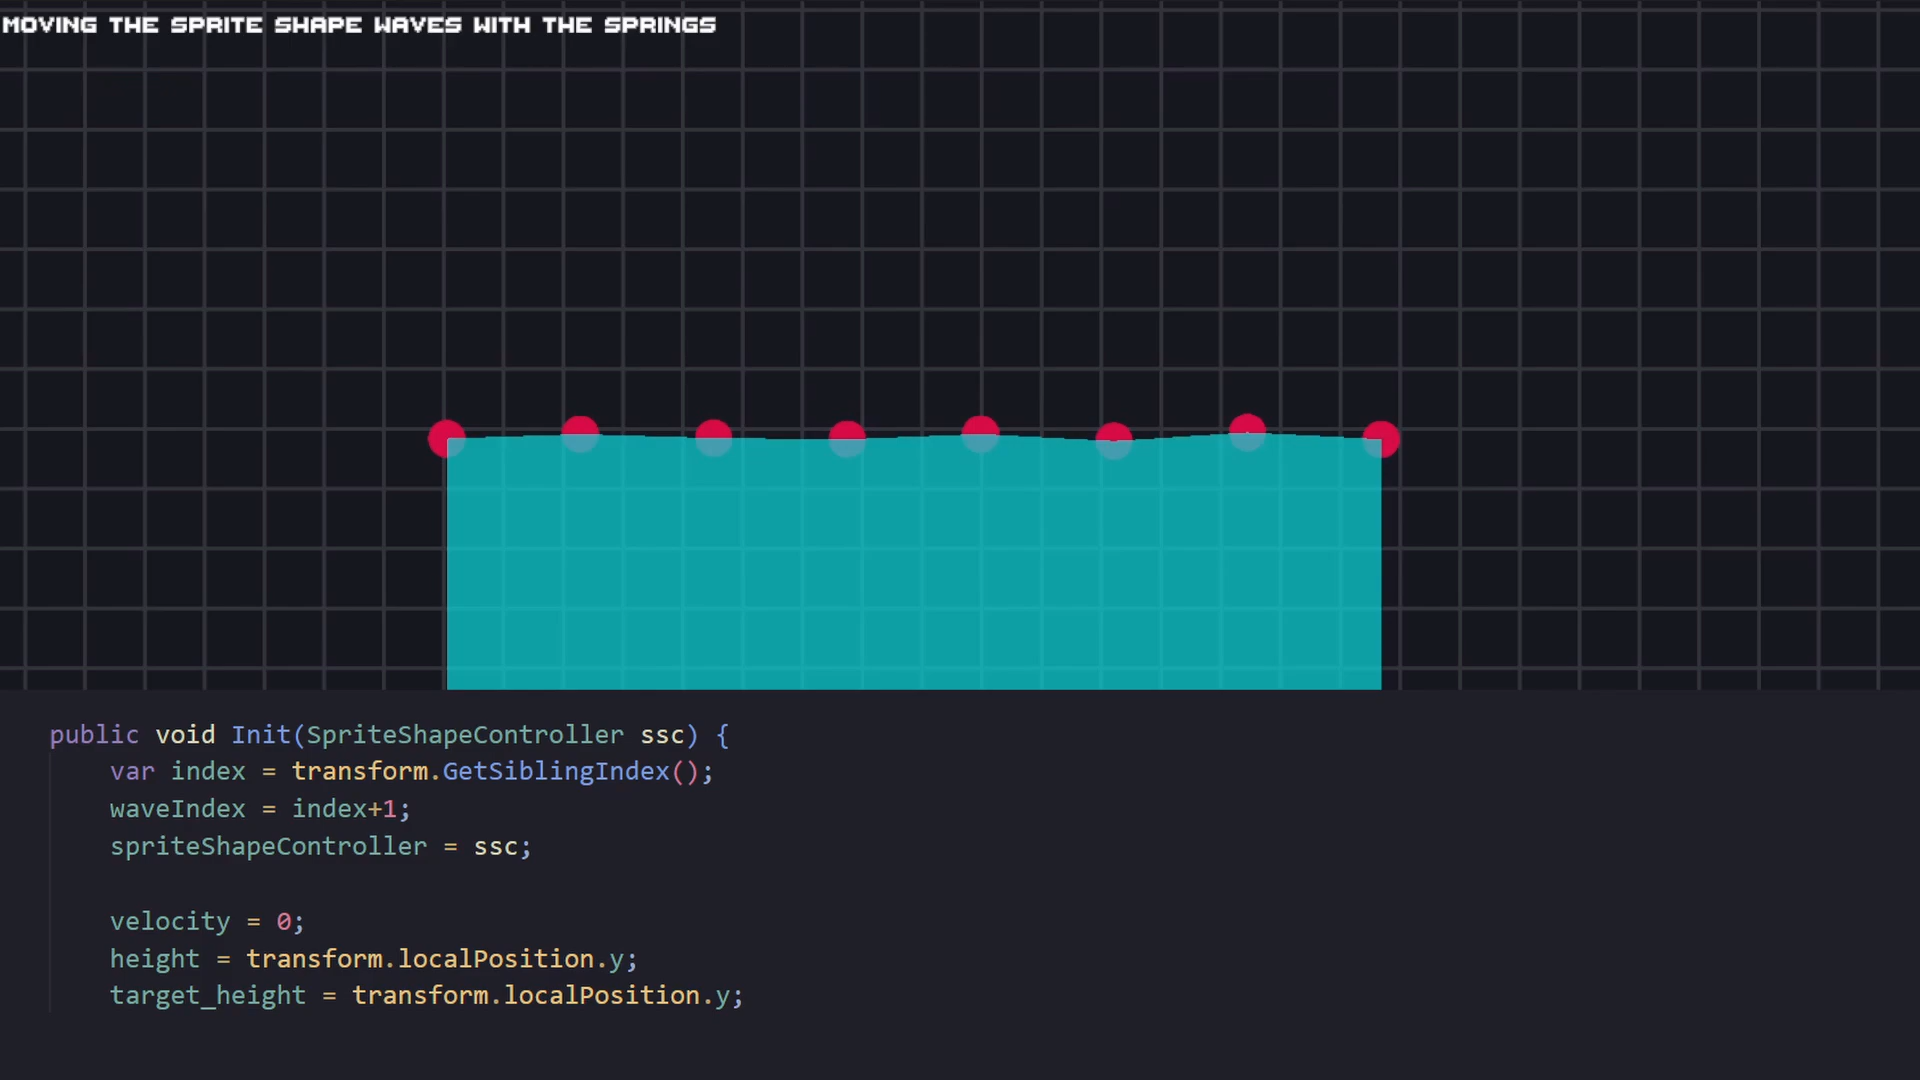 MOVING THE SPRITE SHAPE WAVES WITH THE SPRINGS
public void Init(SpriteShapeController ssc) {
var index = transform.GetSiblingIndex();
waveIndex = index+1;
spriteShapeController = ssc;
velocity = 0;
height = transform.localPosition.y;
target_height = transform.localPosition.y;